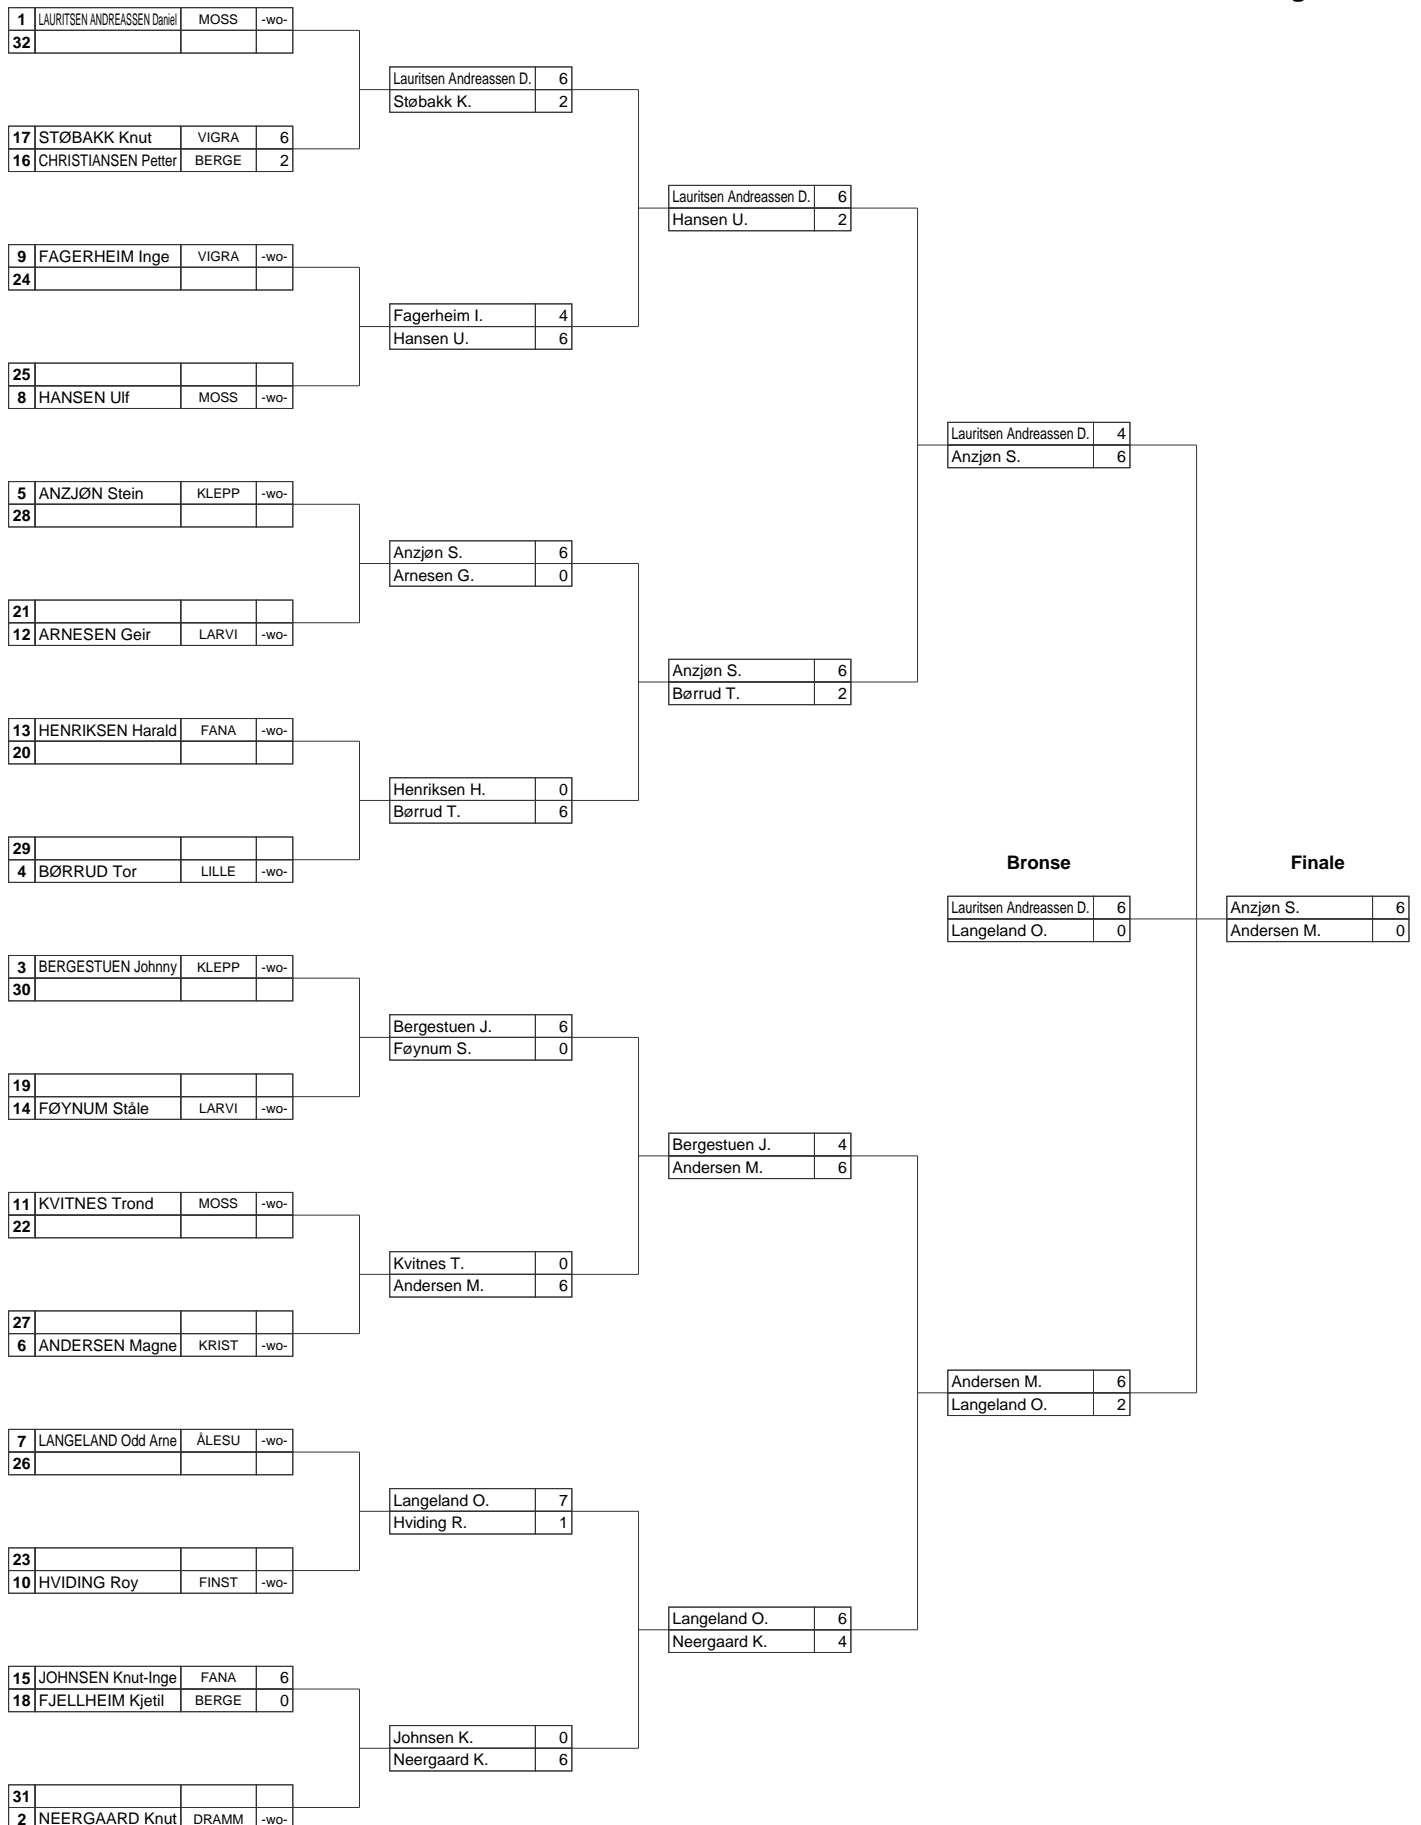 1 LAURITSEN ANDREASSEN Daniel MOSS -wo-
32
Lauritsen Andreassen D. 6
Støbakk K. 2
17 STØBAKK Knut VIGRA 6
16 CHRISTIANSEN Petter BERGE 2
Lauritsen Andreassen D. 6
Hansen U. 2
9 FAGERHEIM Inge VIGRA -wo-
24
Fagerheim I. 4
Hansen U. 6
25
8 HANSEN Ulf MOSS -wo-
Lauritsen Andreassen D. 4
Anzjøn S. 6
5 ANZJØN Stein KLEPP -wo-
28
Anzjøn S. 6
Arnesen G. 0
21
12 ARNESEN Geir LARVI -wo-
Anzjøn S. 6
Børrud T. 2
13 HENRIKSEN Harald FANA -wo-
20
Henriksen H. 0
Børrud T. 6
29
4 BØRRUD Tor LILLE -wo-
Bronse Finale
Lauritsen Andreassen D. 6 Anzjøn S. 6
Langeland O. 0 Andersen M. 0
3 BERGESTUEN Johnny KLEPP -wo-
30
Bergestuen J. 6
Føynum S. 0
19
14 FØYNUM Ståle LARVI -wo-
Bergestuen J. 4
Andersen M. 6
11 KVITNES Trond MOSS -wo-
22
Kvitnes T. 0
Andersen M. 6
27
6 ANDERSEN Magne KRIST -wo-
Andersen M. 6
Langeland O. 2
7 LANGELAND Odd Arne ÅLESU -wo-
26
Langeland O. 7
Hviding R. 1
23
10 HVIDING Roy FINST -wo-
Langeland O. 6
Neergaard K. 4
15 JOHNSEN Knut-Inge FANA 6
18 FJELLHEIM Kjetil BERGE 0
Johnsen K. 0
Neergaard K. 6
31
2 NEERGAARD Knut DRAMM -wo-